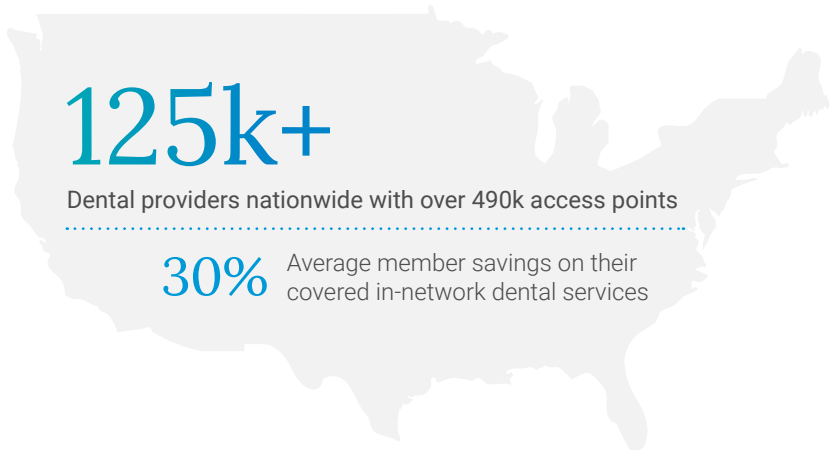 125k+
Dental providers nationwide with over 490k access points
30%
Average member savings on their
covered in-network dental services